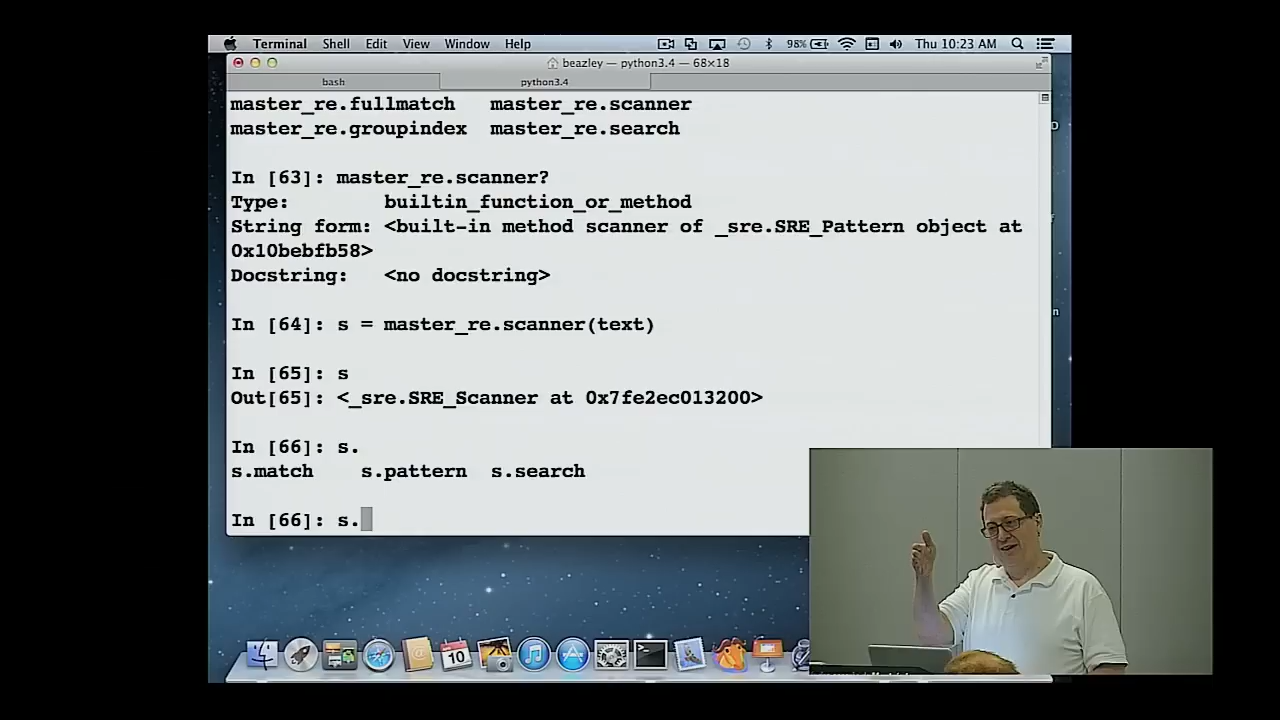 Terminal Shell Edit View Window Help 98% Thu 10:23 AM
beazley — python3.4 — 68×18
bash python3.4
master_re.fullmatch master_re.scanner
master_re.groupindex master_re.search
In [63]: master_re.scanner?
Type: builtin_function_or_method
String form: <built-in method scanner of _sre.SRE_Pattern object at
0x10bebfb58>
Docstring: <no docstring>
In [64]: s = master_re.scanner(text)
In [65]: s
Out[65]: <_sre.SRE_Scanner at 0x7fe2ec013200>
In [66]: s.
s.match s.pattern s.search
In [66]: s.
10